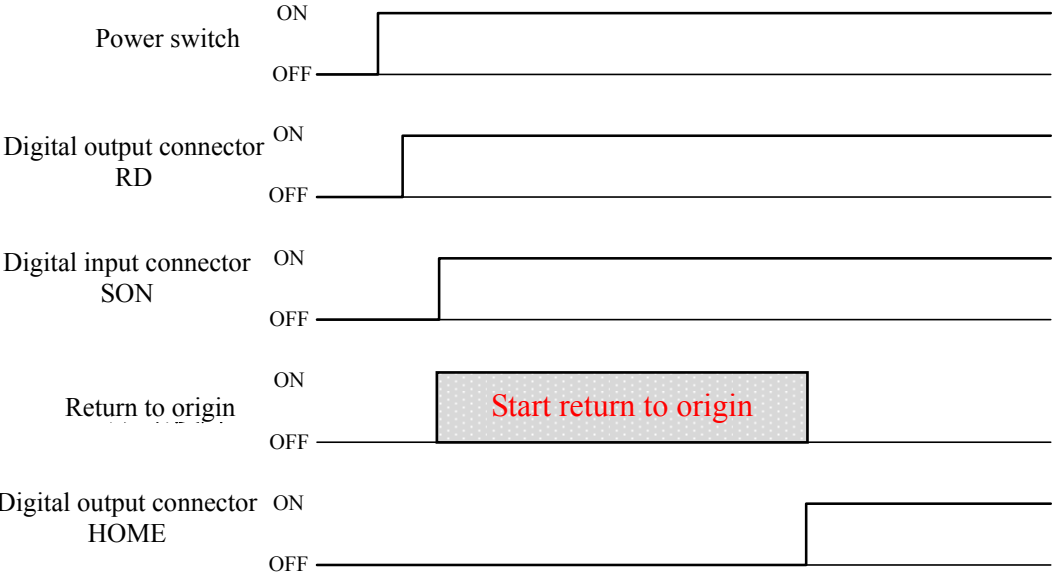 ON
Power switch
OFF
Digital output connector ON
RD
OFF
Digital input connector ON
SON
OFF
ON
Return to origin Start return to origin
OFF
Digital output connector ON
HOME
OFF